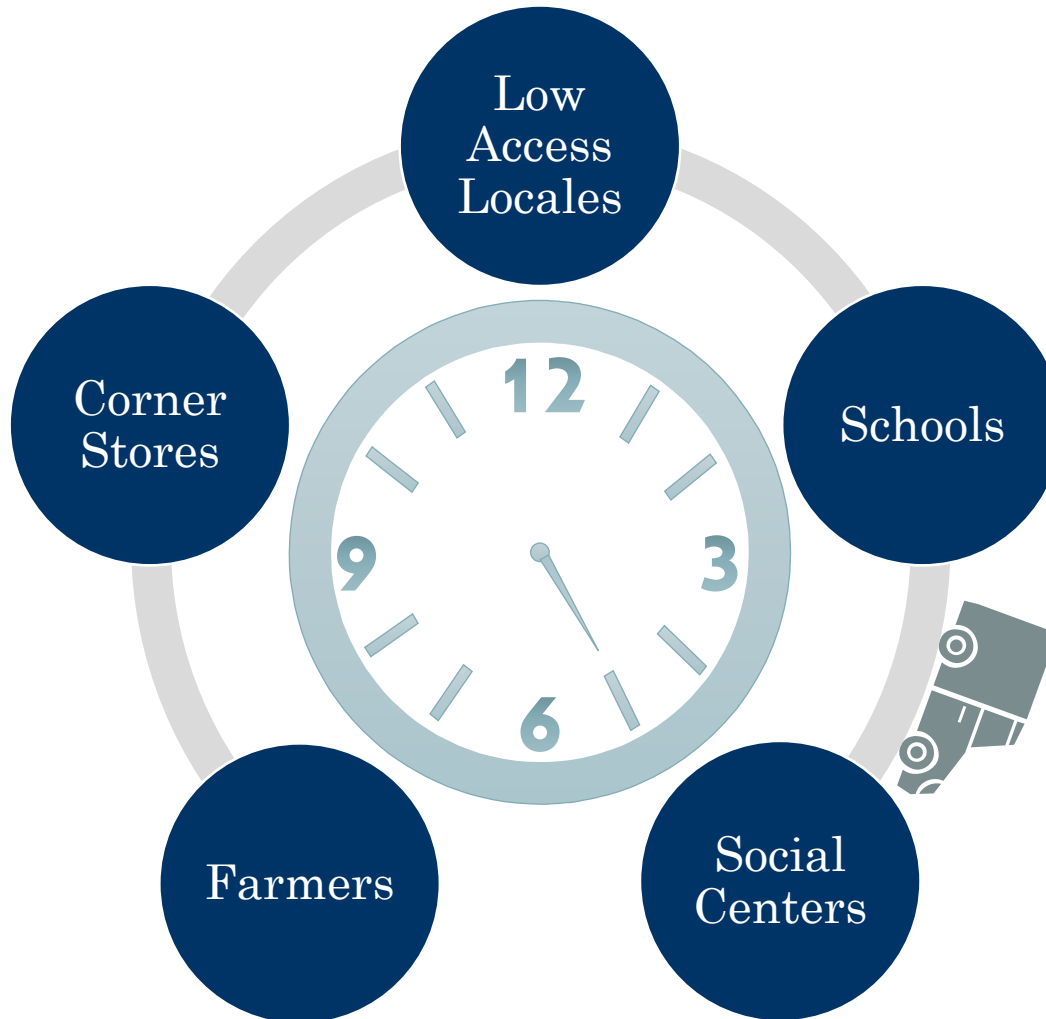 Low
Access
Locales
Corner
Stores
Schools
12
9
3
6
Farmers
Social
Centers